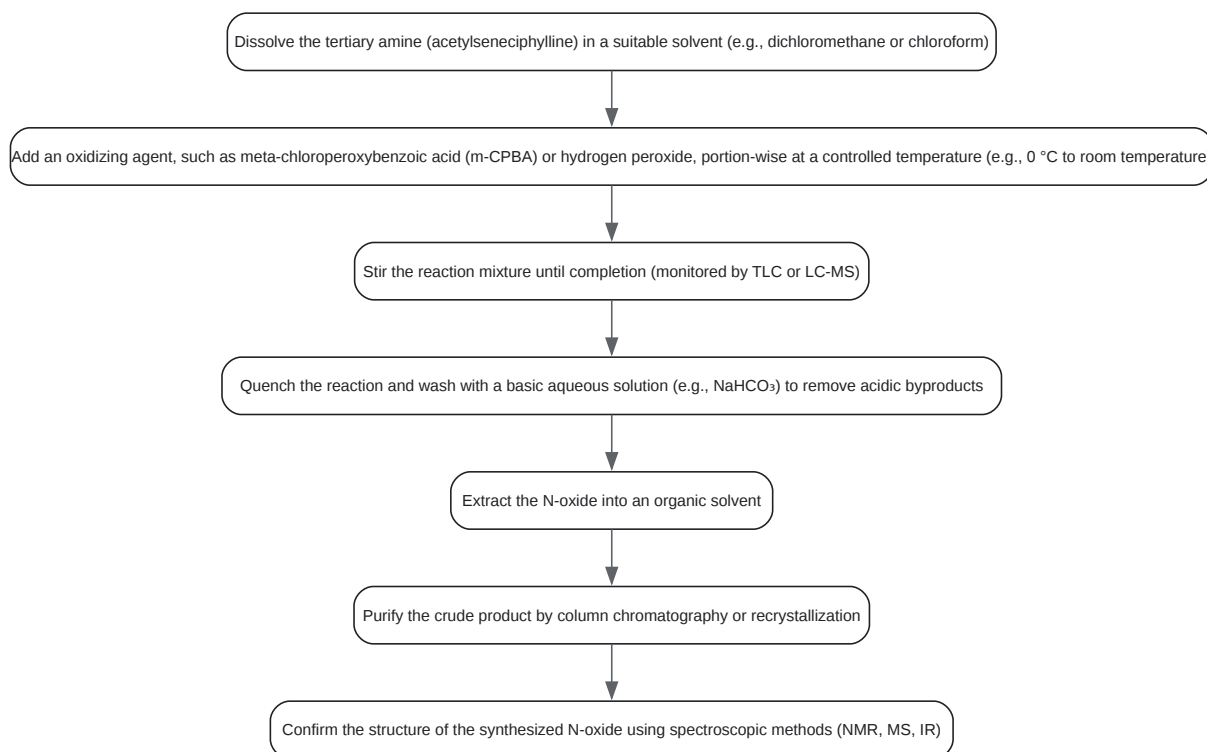 Dissolve the tertiary amine (acetylseneciphylline) in a suitable solvent (e.g., dichloromethane or chloroform)
Add an oxidizing agent, such as meta-chloroperoxybenzoic acid (m-CPBA) or hydrogen peroxide, portion-wise at a controlled temperature (e.g., 0 °C to room temperature
Stir the reaction mixture until completion (monitored by TLC or LC-MS)
Quench the reaction and wash with a basic aqueous solution (e.g., NaHCO₃) to remove acidic byproducts
Extract the N-oxide into an organic solvent
Purify the crude product by column chromatography or recrystallization
Confirm the structure of the synthesized N-oxide using spectroscopic methods (NMR, MS, IR)